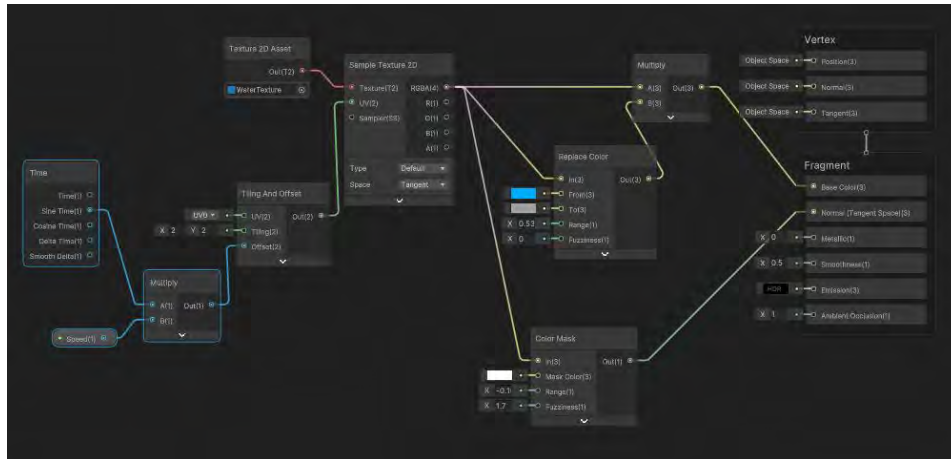 Time
Time(1)
Sine Time(1)
Cosine Time(1)
Delta Time(1)
Smooth Delta(1)
Speed(1)
Multiply
A(1) Out(1)
B(1)
Tiling And Offset
UV0 UV(2) Out(2)
X 2 Y 2 Tiling(2)
Offset(2)
Texture 2D Asset
Out(T2)
WaterTexture
Sample Texture 2D
Texture(T2) RGBA(4)
UV(2) R(1)
Sampler(SS) G(1)
B(1)
A(1)
Type Default
Space Tangent
Replace Color
In(3) Out(3)
From(3)
To(3)
X 0.53 Range(1)
X 0 Fuzziness(1)
Multiply
A(3) Out(3)
B(3)
Color Mask
In(3) Out(1)
Mask Color(3)
X -0.1 Range(1)
X 1.7 Fuzziness(1)
Vertex
Object Space Position(3)
Object Space Normal(3)
Object Space Tangent(3)
Fragment
Base Color(3)
Normal (Tangent Space)(3)
X 0 Metallic(1)
X 0.5 Smoothness(1)
HDR Emission(3)
X 1 Ambient Occlusion(1)